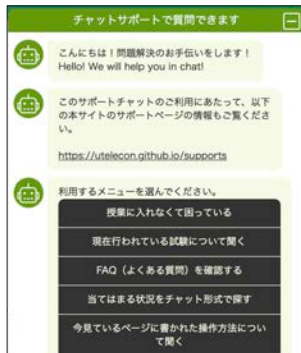 チャットサポートで質問できます
こんにちは！問題解決のお手伝いをします！
Hello! We will help you in chat!
このサポートチャットのご利用にあたって、以下
の本サイトのサポートページの情報もご覧くださ
い。
https://utelecon.github.io/supports
利用するメニューを選んでください。
授業に入れなくて困っている
現在行われている試験について聞く
FAQ（よくある質問）を確認する
当てはまる状況をチャット形式で探す
今見ているページに書かれた操作方法につい
て聞く